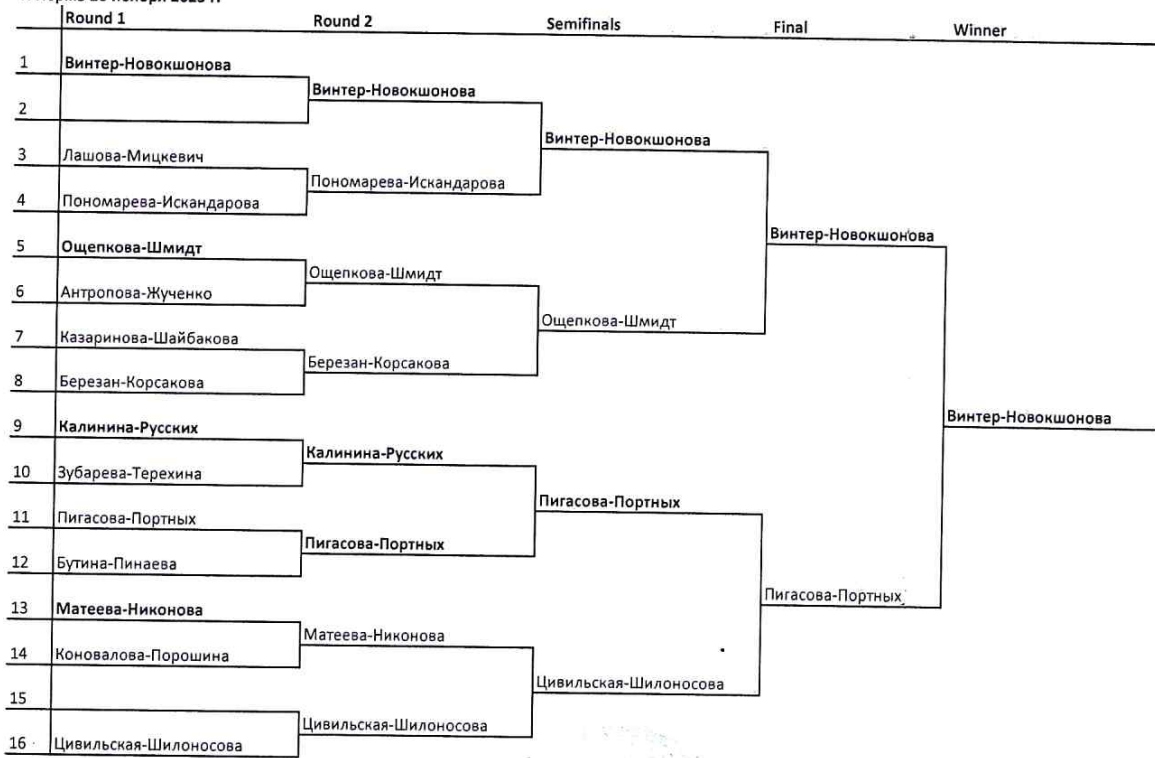 Round 1 Round 2 Semifinals Final Winner
1 Винтер-Новокшонова
Винтер-Новокшонова
2
Винтер-Новокшонова
3 Лашова-Мицкевич
Пономарева-Искандарова
4 Пономарева-Искандарова
Винтер-Новокшонова
5 Ощепкова-Шмидт
Ощепкова-Шмидт
6 Антропова-Жученко
Ощепкова-Шмидт
7 Казаринова-Шайбакова
Березан-Корсакова
8 Березан-Корсакова
Винтер-Новокшонова
9 Калинина-Русских
Калинина-Русских
10 Зубарева-Терехина
Пигасова-Портных
11 Пигасова-Портных
Пигасова-Портных
12 Бутина-Пинаева
Пигасова-Портных
13 Матеева-Никонова
Матеева-Никонова
14 Коновалова-Порошина
Цивильская-Шилоносова
15
Цивильская-Шилоносова
16 Цивильская-Шилоносова